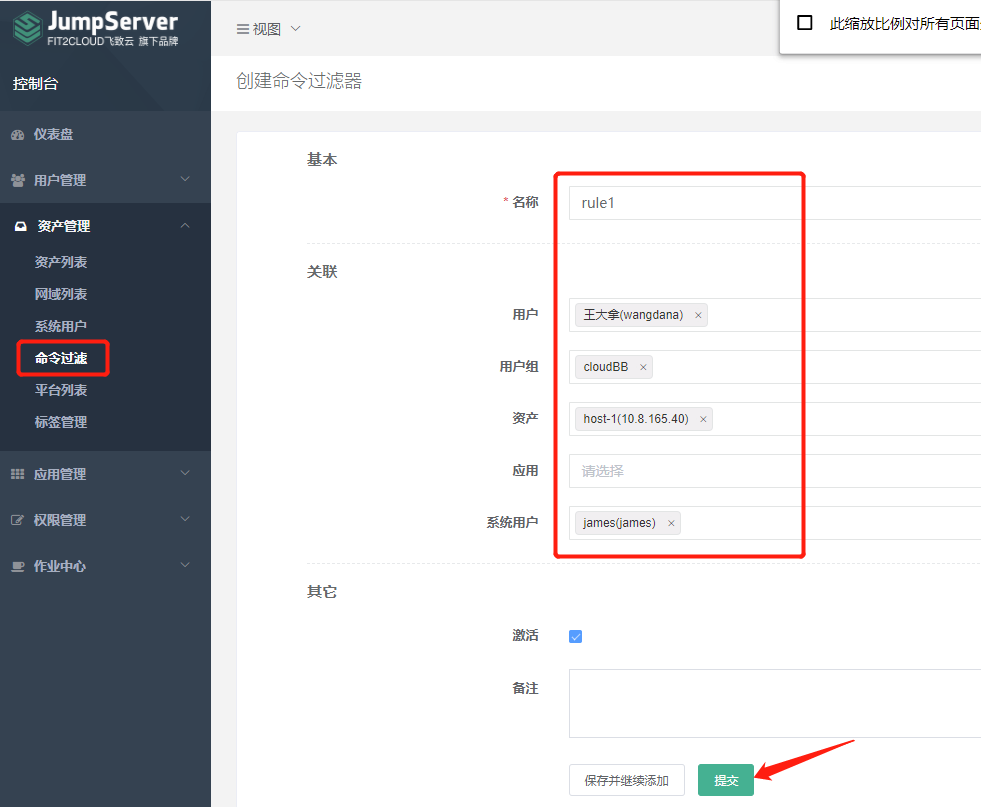 JumpServer
FIT2CLOUD飞致云 旗下品牌
控制台
仪表盘
用户管理
资产管理
资产列表
网域列表
系统用户
命令过滤
平台列表
标签管理
应用管理
权限管理
作业中心
视图
此缩放比例对所有页面
创建命令过滤器
基本
* 名称
rule1
关联
用户
王大拿(wangdana) ×
用户组
cloudBB ×
资产
host-1(10.8.165.40) ×
应用
请选择
系统用户
james(james) ×
其它
激活
备注
保存并继续添加
提交